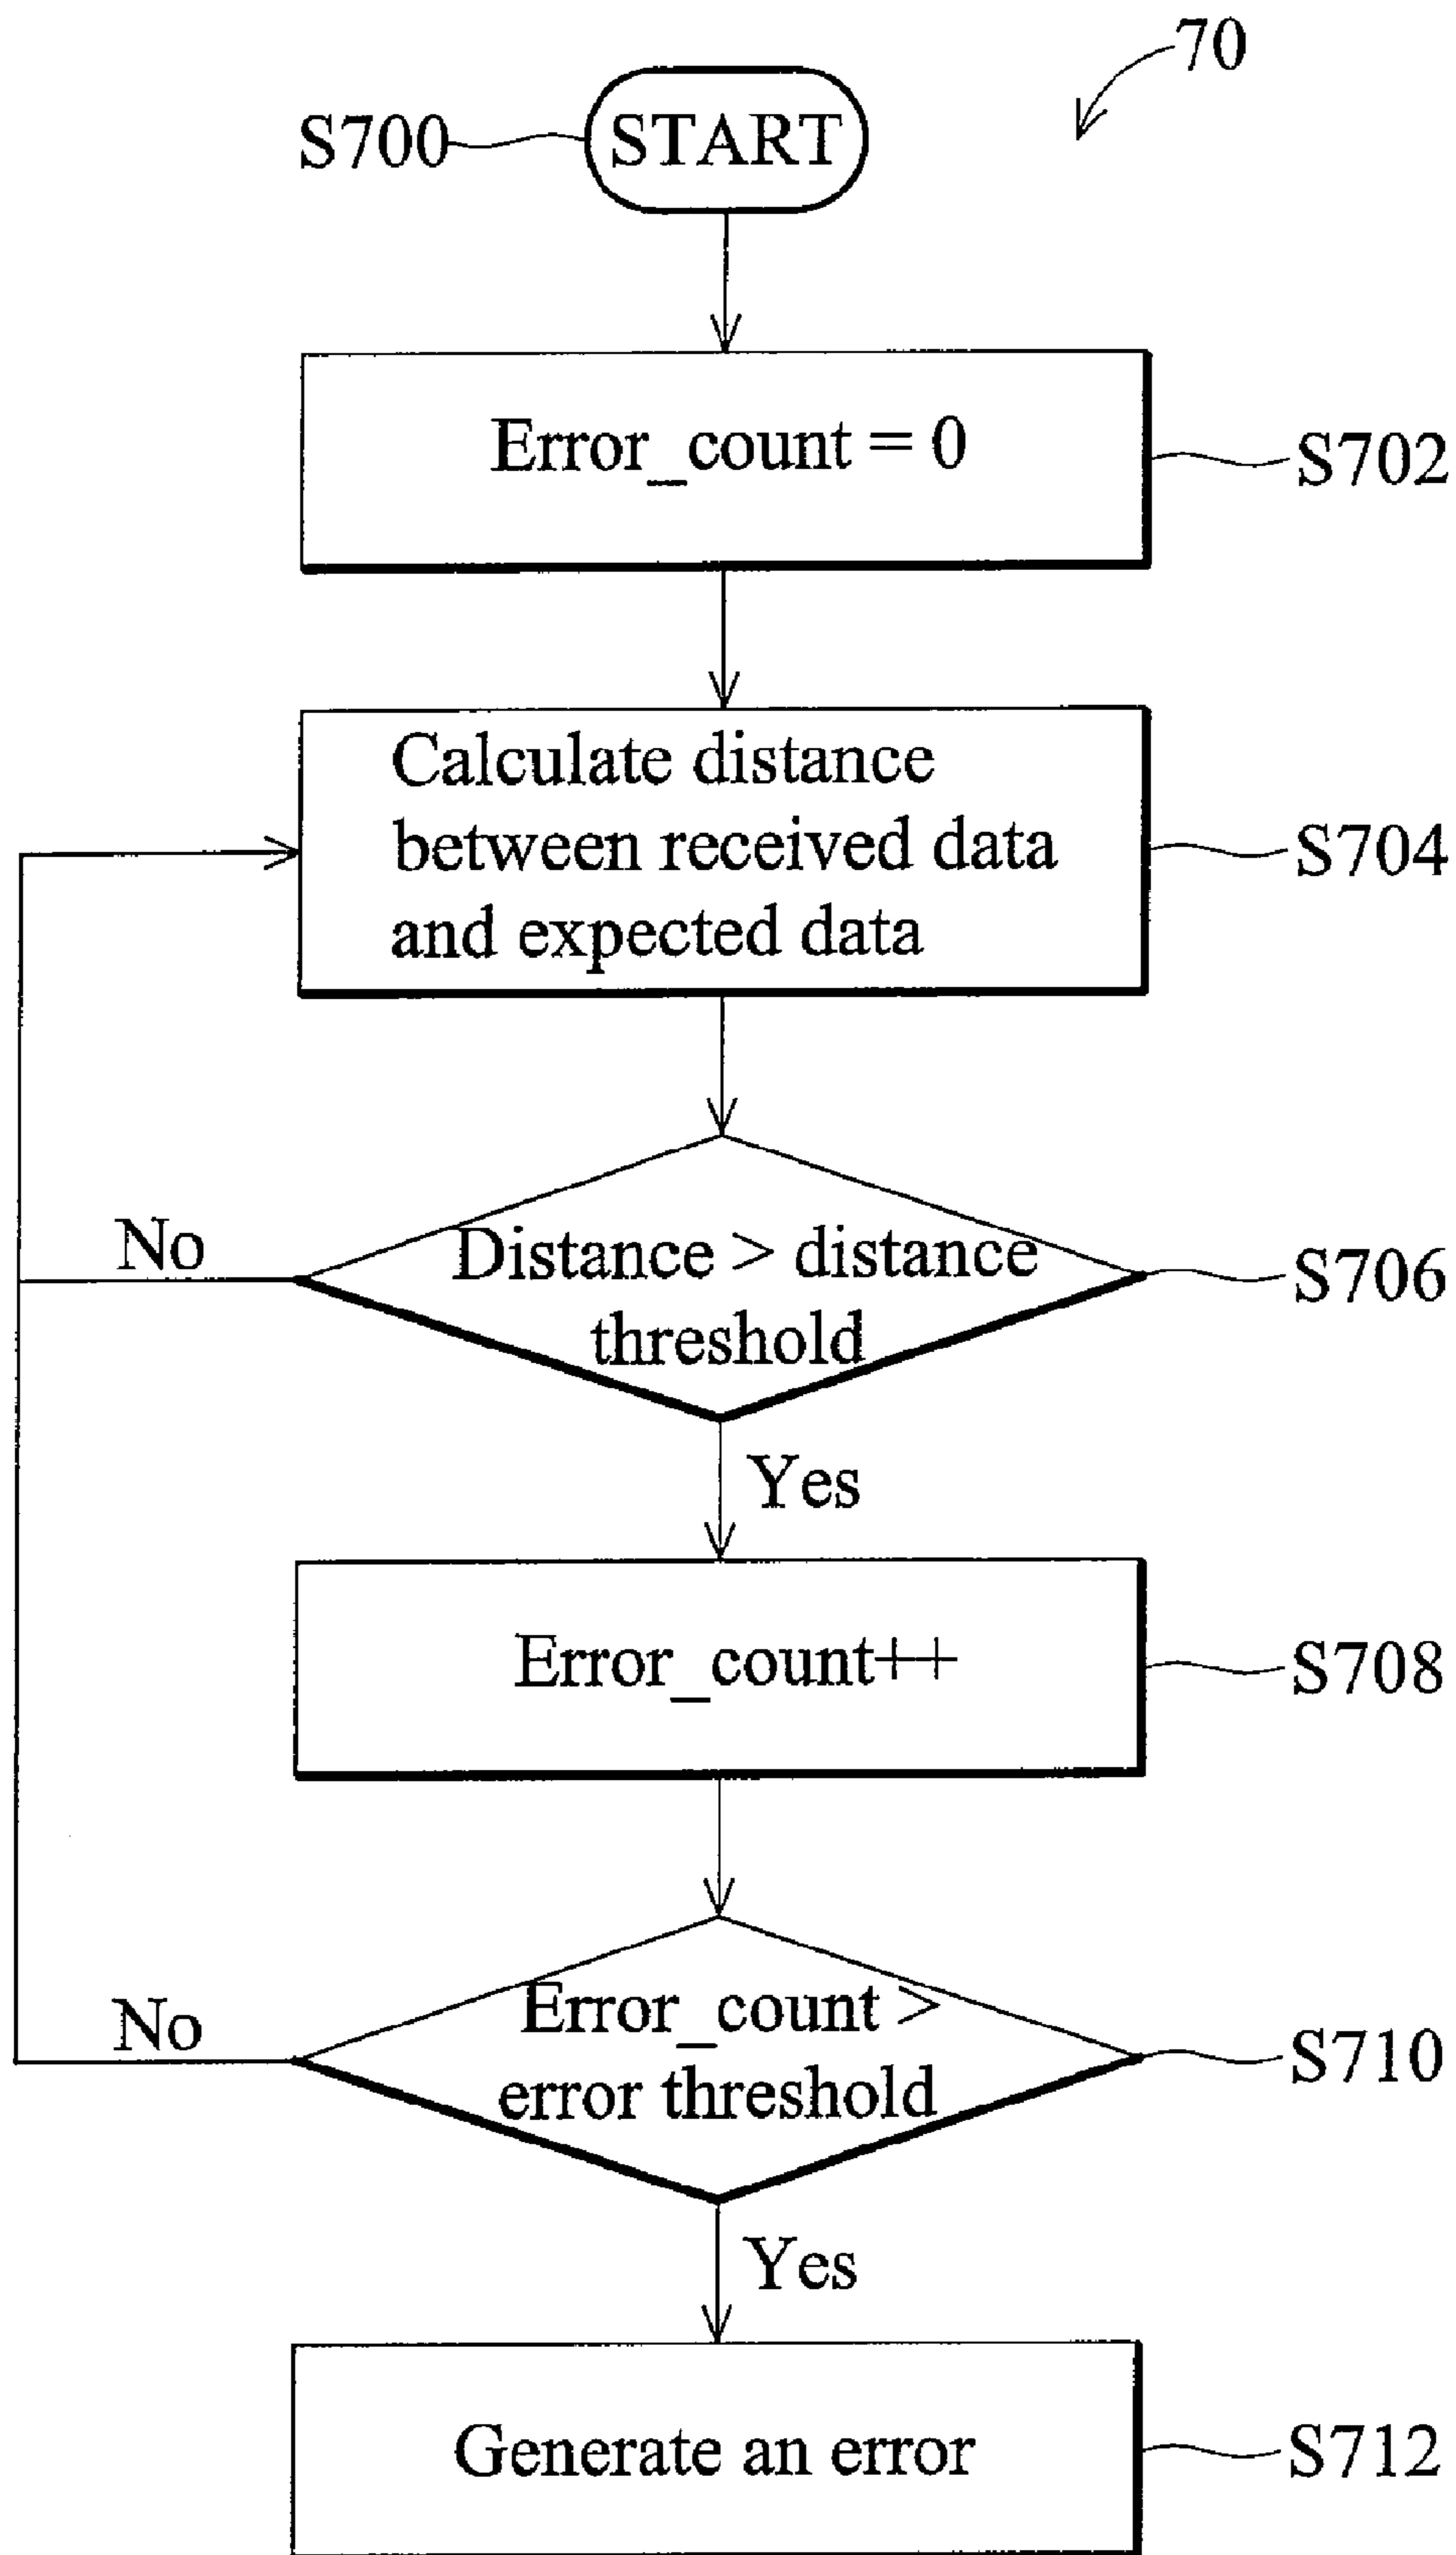 70
S700
START
Error_count = 0
S702
Calculate distance
between received data
and expected data
S704
No
Distance > distance
threshold
S706
Yes
Error_count++
S708
No
Error_count >
error threshold
S710
Yes
Generate an error
S712